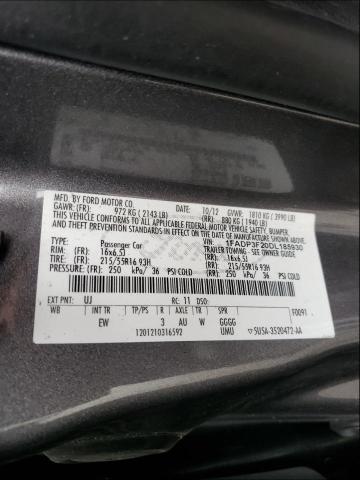 MFD. BY FORD MOTOR CO.
DATE: 10/12 GVWR: 1810 KG ( 3990 LB)
GAWR: (FR): 972 KG ( 2143 LB) (RR): 880 KG ( 1940 LB)
THIS VEHICLE CONFORMS TO ALL APPLICABLE FEDERAL MOTOR VEHICLE SAFETY, BUMPER,
AND THEFT PREVENTION STANDARDS IN EFFECT ON THE DATE OF MANUFACTURE SHOWN ABOVE.
VIN: 1FADP3F20DL185930
TYPE: Passenger Car TRAILER TOWING - SEE OWNER GUIDE
RIM: (FR): 16x6.5J (RR): 16x6.5J
TIRE: (FR): 215/55R16 93H (RR): 215/55R16 93H
PRESSURE: (FR): 250 kPa/ 36 PSI COLD (RR): 250 kPa/ 36 PSI COLD
EXT PNT: UJ RC: 11 DSO: F0091
WB INT TR TP/PS R AXLE TR SPR
EW 3 AU W GGGG
1201210316592 UMU 5USA-3520472-AA